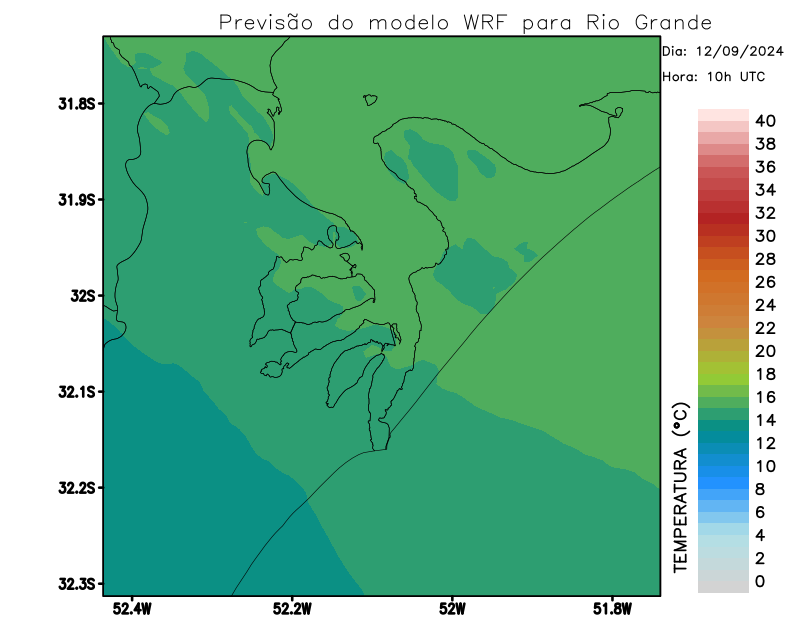 Previsão do modelo WRF para Rio Grande
Dia: 12/09/2024
Hora: 10h UTC
31.8S
31.9S
32S
32.1S
32.2S
32.3S
52.4W
52.2W
52W
51.8W
TEMPERATURA (°C)
40
38
36
34
32
30
28
26
24
22
20
18
16
14
12
10
8
6
4
2
0